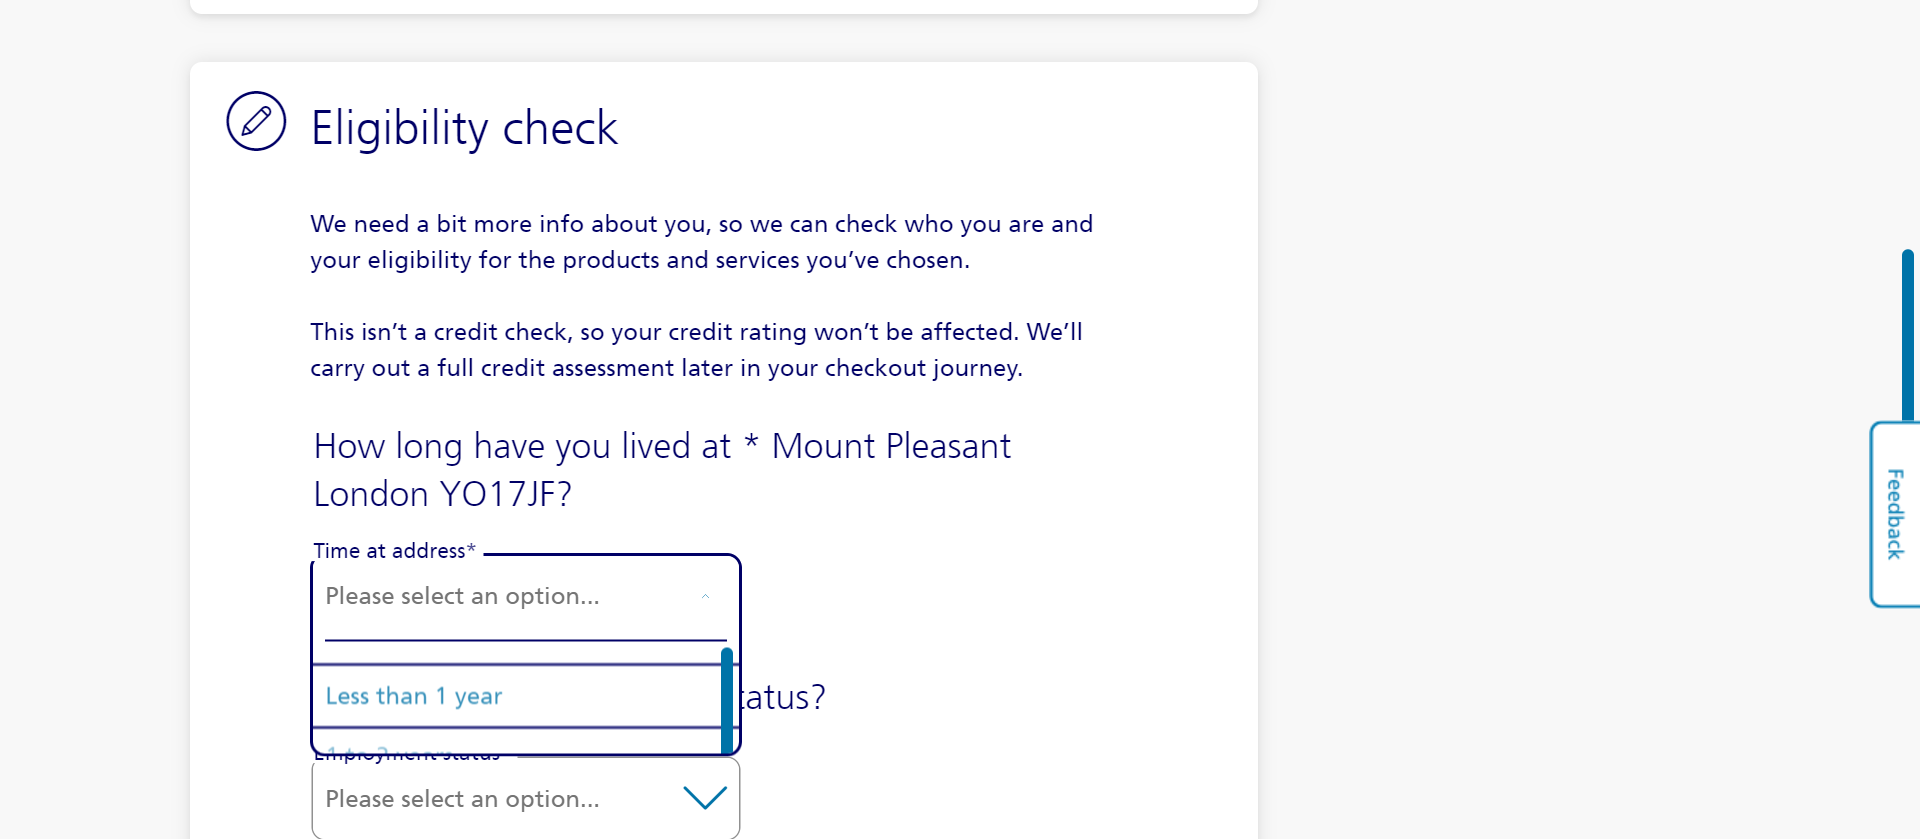 Eligibility check
We need a bit more info about you, so we can check who you are and
your eligibility for the products and services you’ve chosen.
This isn’t a credit check, so your credit rating won’t be affected. We’ll
carry out a full credit assessment later in your checkout journey.
How long have you lived at * Mount Pleasant
London YO17JF?
Time at address*
Please select an option...
Less than 1 year
tatus?
Employment status
Please select an option...
Feedback